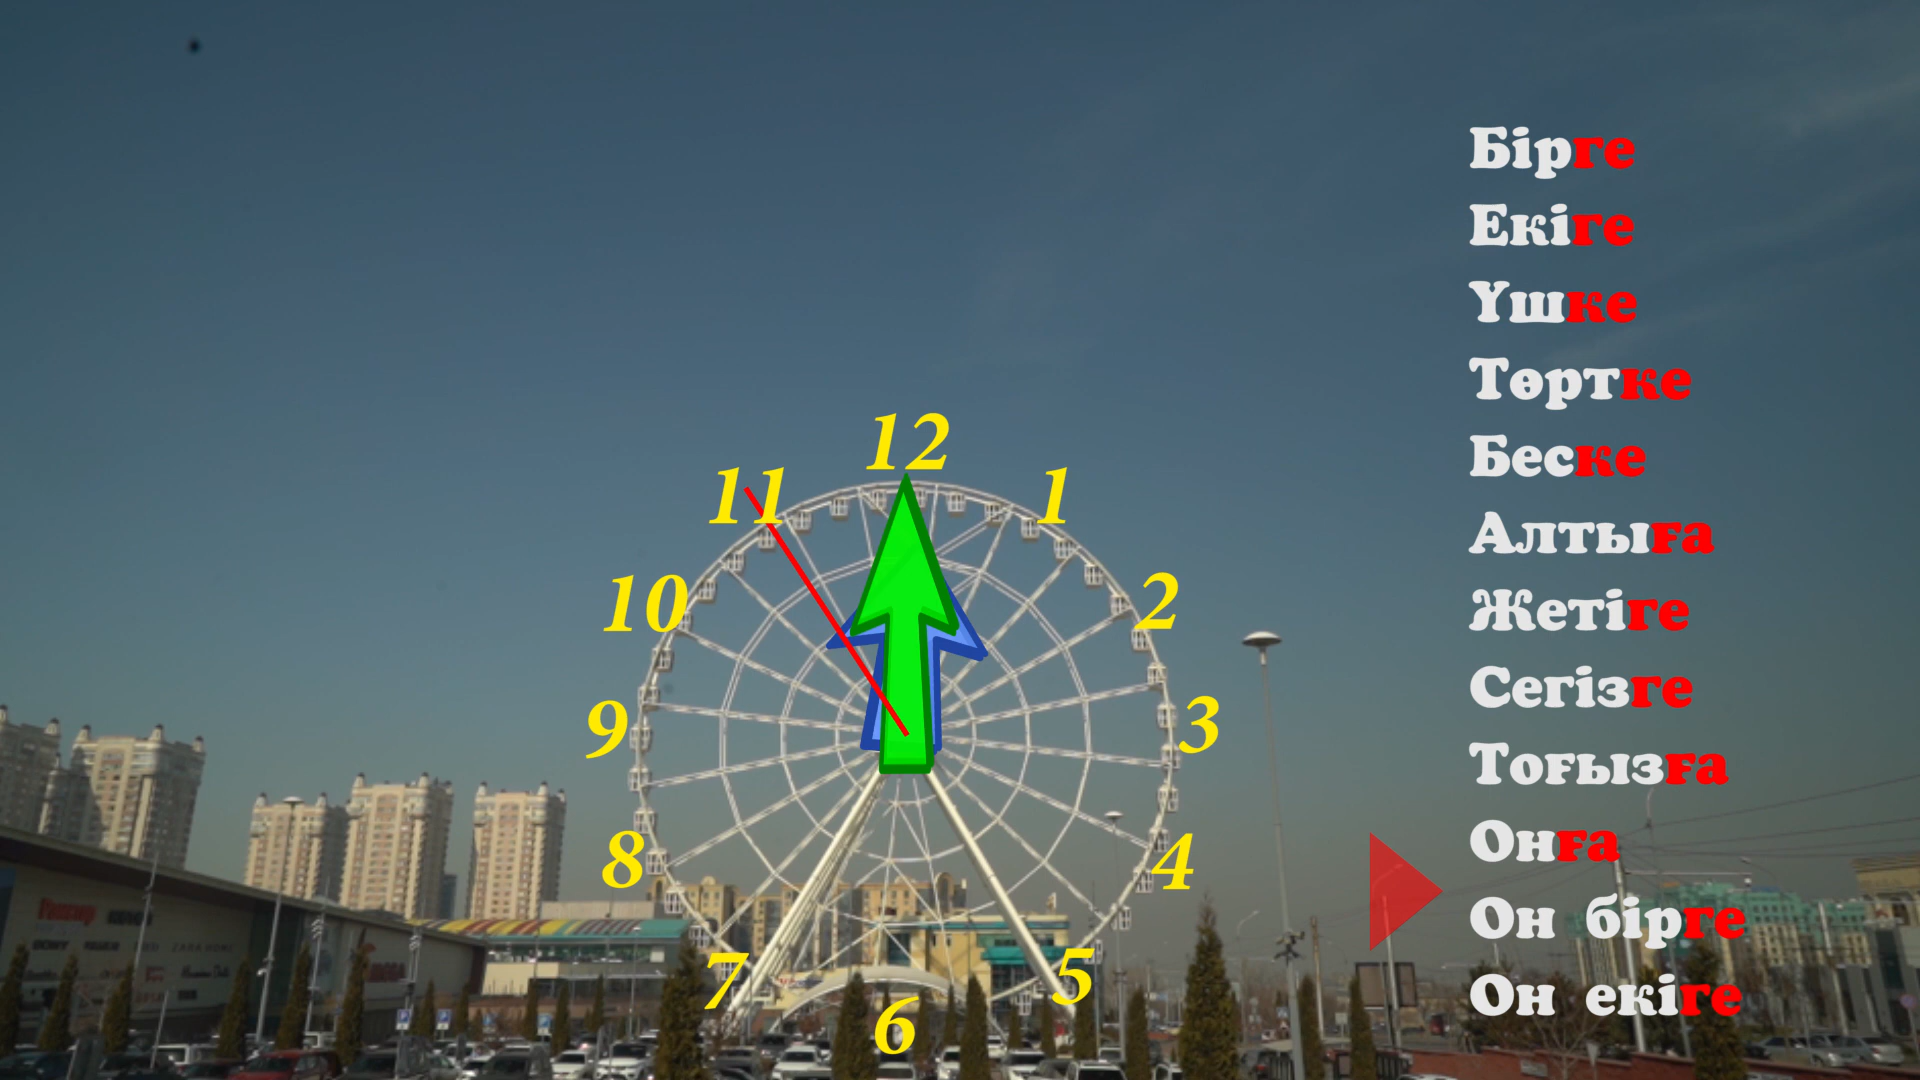 12
11
1
10
2
9
3
8
4
7
5
6
Бірге
Екіге
Үшке
Төртке
Беске
Алтыға
Жетіге
Сегізге
Тоғызға
Онға
Он бірге
Он екіге